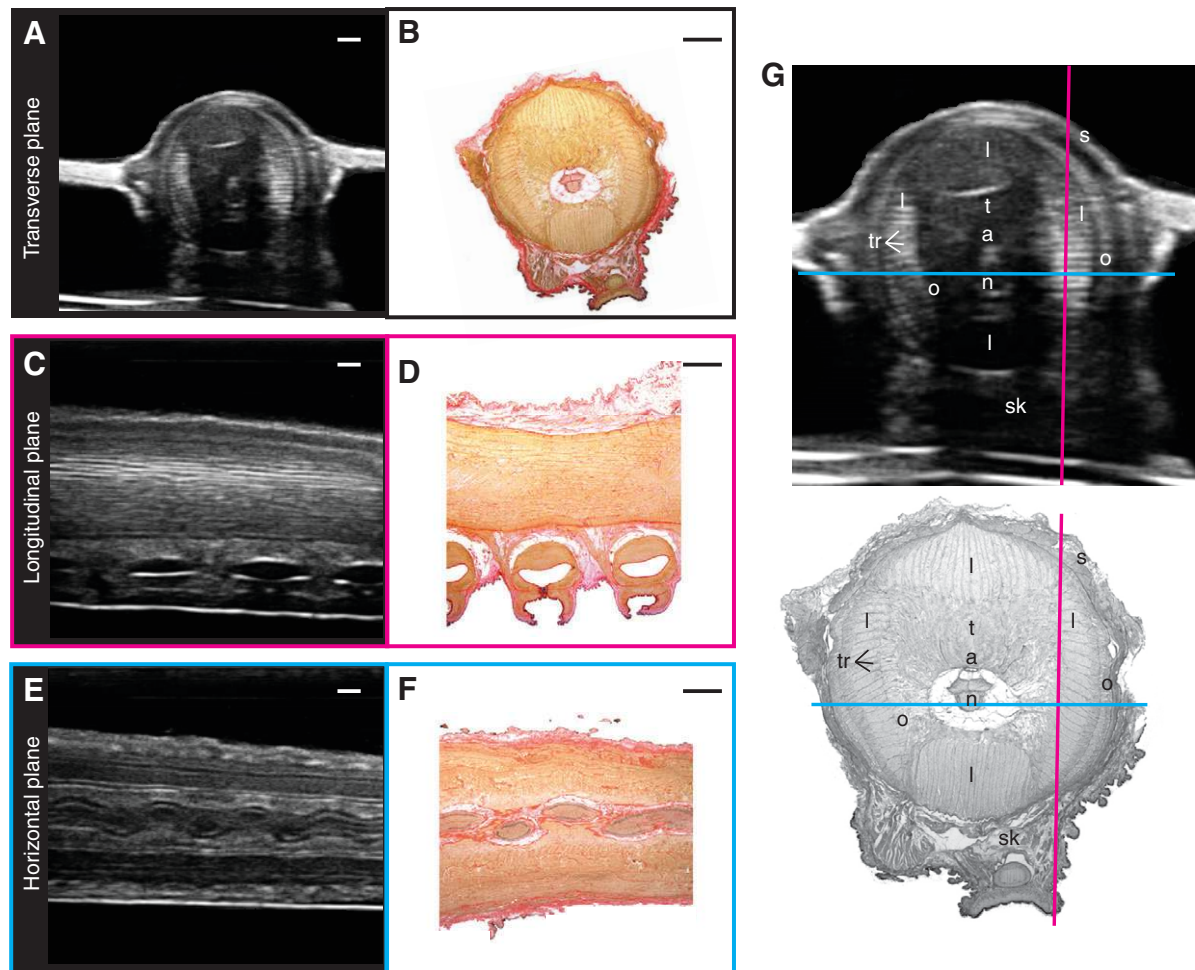 A
Transverse plane
B
C
Longitudinal plane
D
E
Horizontal plane
F
G
l
s
l
t
l
tr
a
o
o
n
l
sk
l
s
l
t
l
tr
a
o
n
o
l
sk